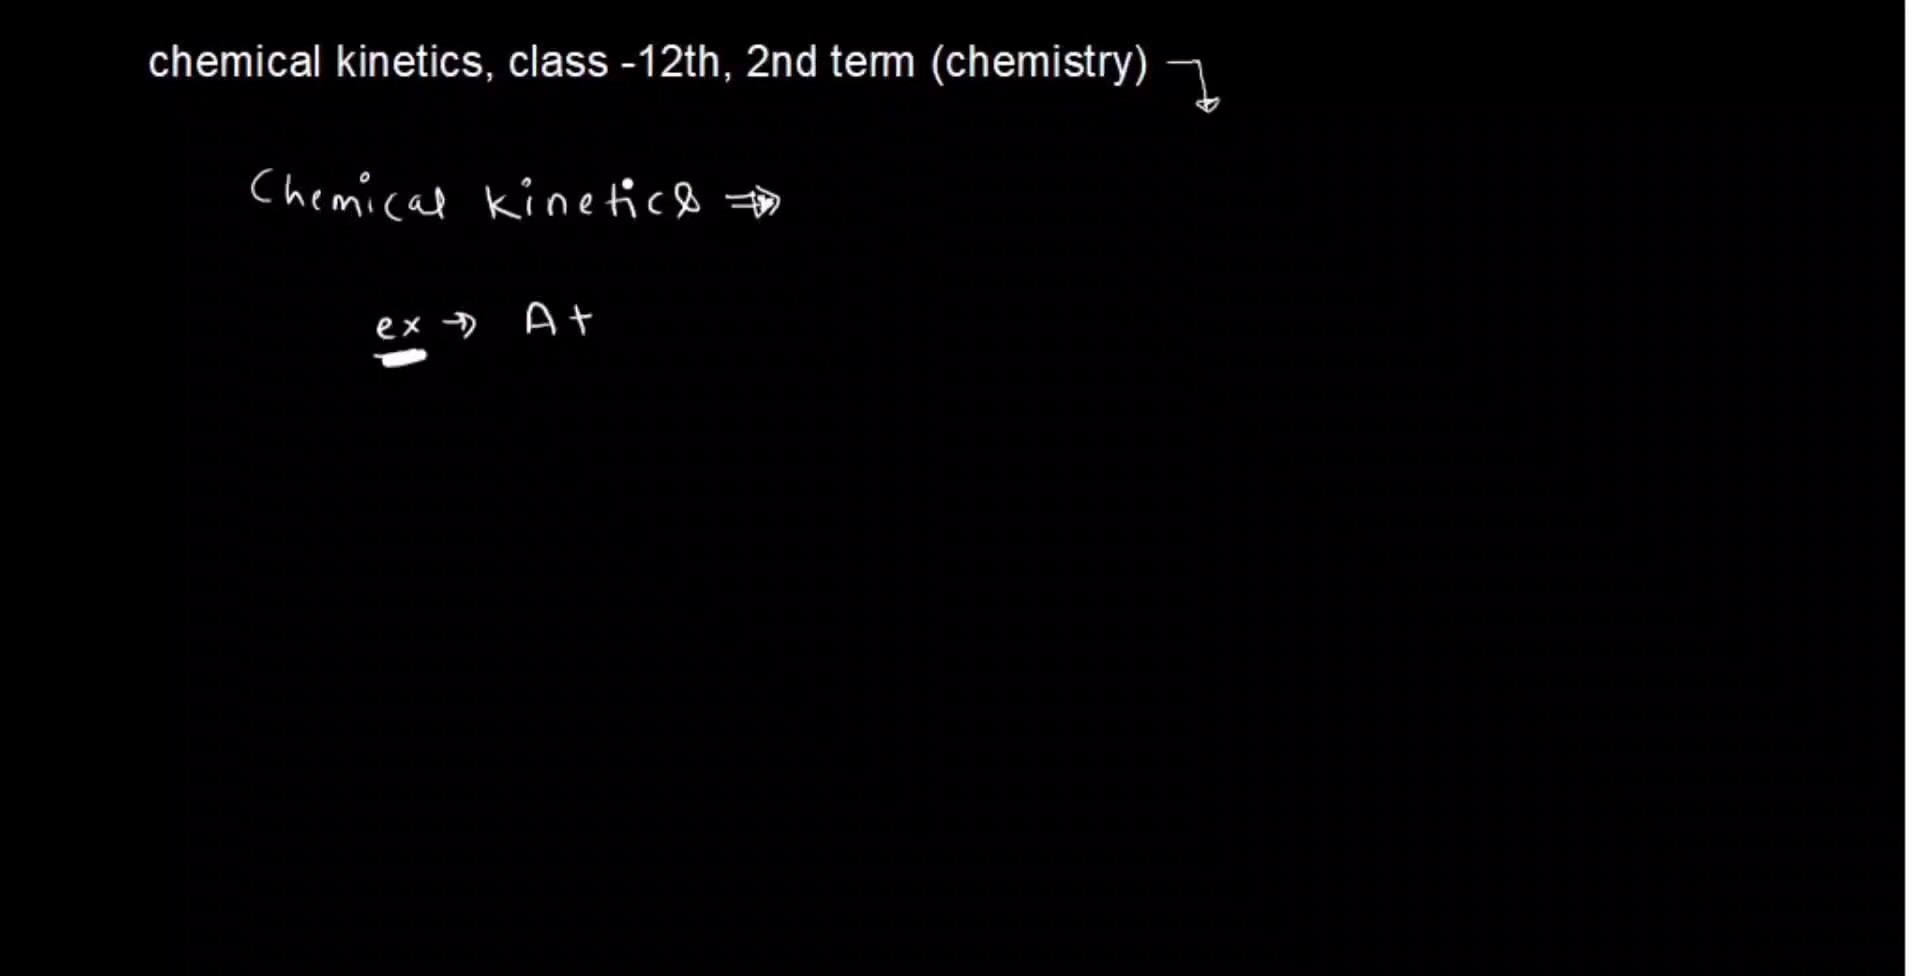 chemical kinetics, class -12th, 2nd term (chemistry) →
Chemical kinetics ⇒
ex → A +